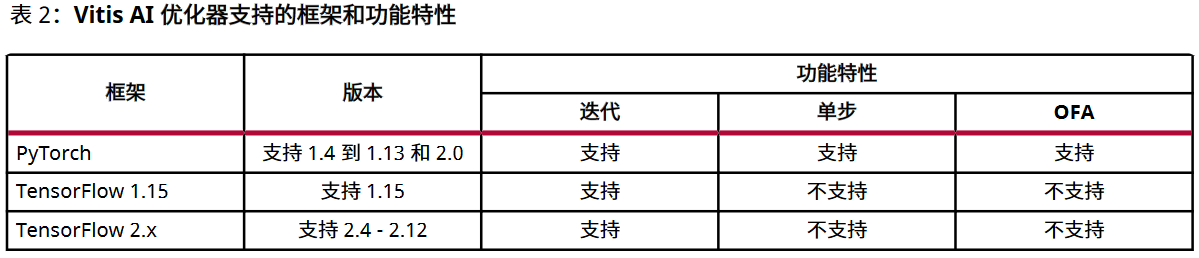 表 2：Vitis AI 优化器支持的框架和功能特性
框架 版本 功能特性
迭代 单步 OFA
PyTorch 支持 1.4 到 1.13 和 2.0 支持 支持 支持
TensorFlow 1.15 支持 1.15 支持 不支持 不支持
TensorFlow 2.x 支持 2.4 - 2.12 支持 不支持 不支持